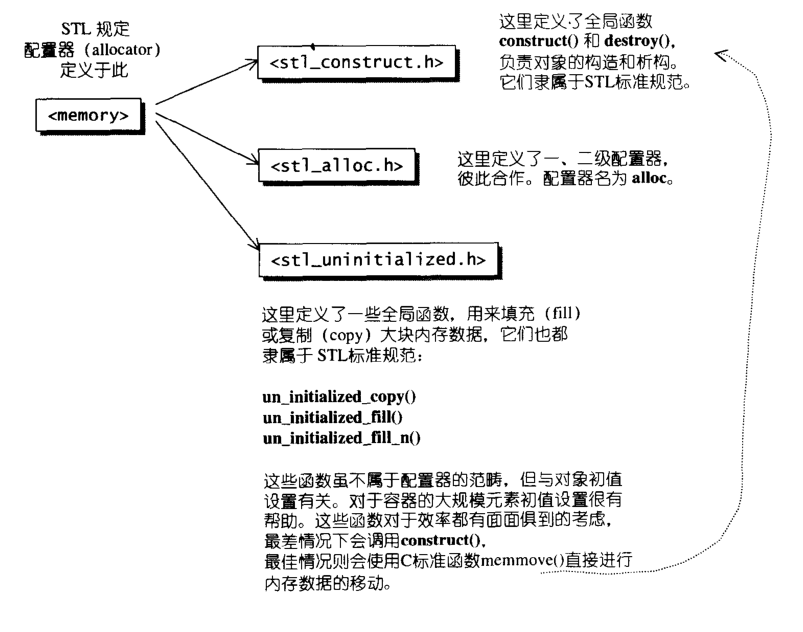 STL 规定
配置器（allocator）
定义于此
<memory>
<stl_construct.h>
这里定义了全局函数
construct() 和 destroy()，
负责对象的构造和析构。
它们隶属于STL标准规范。
<stl_alloc.h>
这里定义了一、二级配置器，
彼此合作。配置器名为 alloc。
<stl_uninitialized.h>
这里定义了一些全局函数，用来填充（fill）
或复制（copy）大块内存数据，它们也都
隶属于 STL标准规范：
un_initialized_copy()
un_initialized_fill()
un_initialized_fill_n()
这些函数虽不属于配置器的范畴，但与对象初值
设置有关。对于容器的大规模元素初值设置很有
帮助。这些函数对于效率都有面面俱到的考虑，
最差情况下会调用construct()，
最佳情况则会使用C标准函数memmove()直接进行
内存数据的移动。